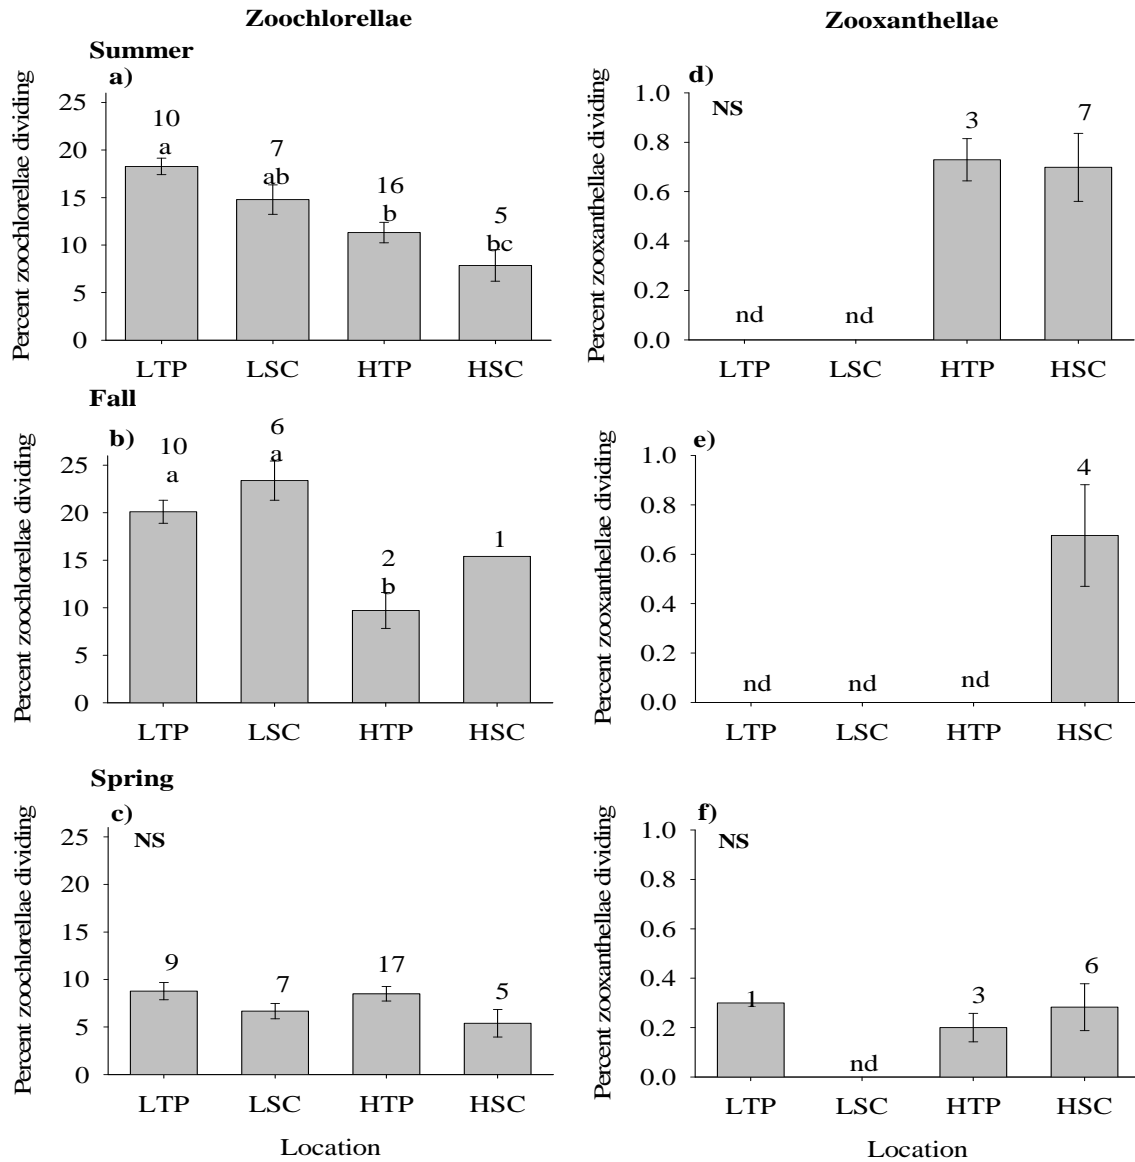 Zoochlorellae
Zooxanthellae
Summer
a)
Percent zoochlorellae dividing
25
20
15
10
5
0
10
a
7
ab
16
b
5
bc
LTP LSC HTP HSC
d)
NS
Percent zooxanthellae dividing
1.0
0.8
0.6
0.4
0.2
0.0
nd
nd
3
7
LTP LSC HTP HSC
Fall
b)
Percent zoochlorellae dividing
25
20
15
10
5
0
10
a
6
a
2
b
1
LTP LSC HTP HSC
e)
Percent zooxanthellae dividing
1.0
0.8
0.6
0.4
0.2
0.0
nd
nd
nd
4
LTP LSC HTP HSC
Spring
c)
NS
Percent zoochlorellae dividing
25
20
15
10
5
0
9
7
17
5
LTP LSC HTP HSC
Location
f)
NS
Percent zooxanthellae dividing
1.0
0.8
0.6
0.4
0.2
0.0
1
nd
3
6
LTP LSC HTP HSC
Location